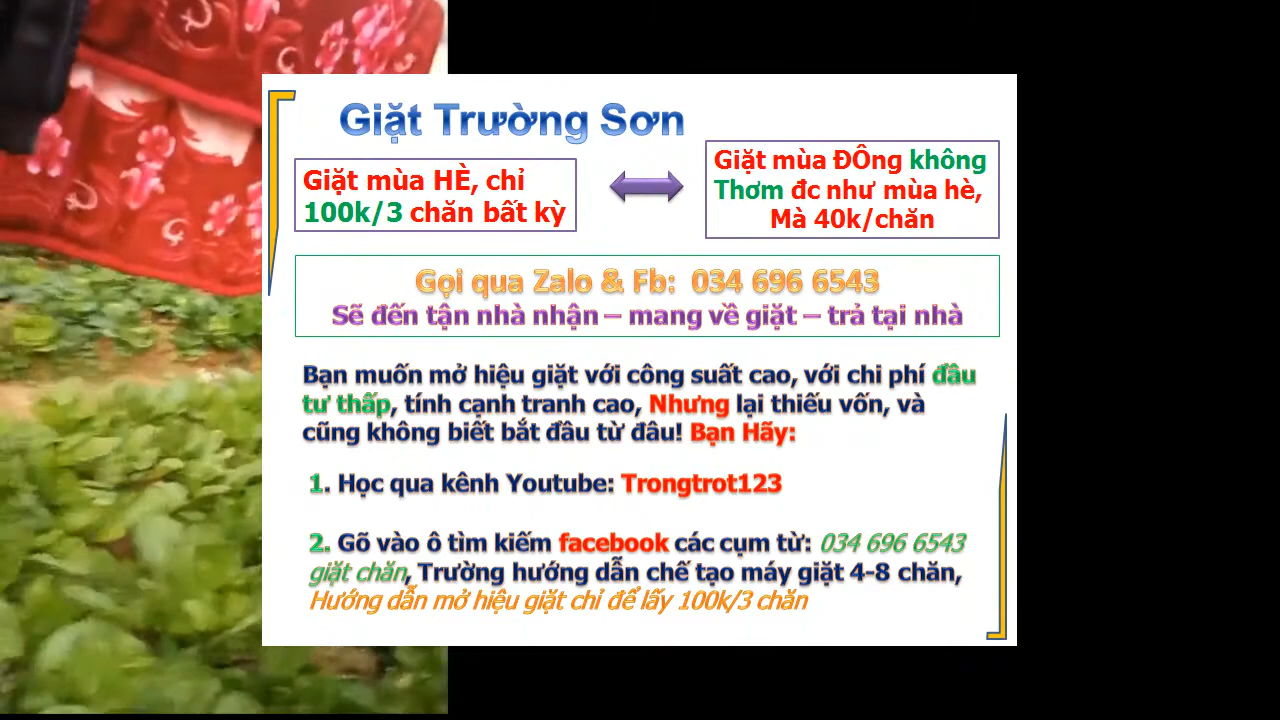 Giặt Trường Sơn
Giặt mùa HÈ, chỉ
100k/3 chăn bất kỳ
Giặt mùa ĐÔng không
Thơm đc như mùa hè,
Mà 40k/chăn
Gọi qua Zalo & Fb: 034 696 6543
Sẽ đến tận nhà nhận – mang về giặt – trả tại nhà
Bạn muốn mở hiệu giặt với công suất cao, với chi phí đầu
tư thấp, tính cạnh tranh cao, Nhưng lại thiếu vốn, và
cũng không biết bắt đầu từ đâu! Bạn Hãy:
1. Học qua kênh Youtube: Trongtrot123
2. Gõ vào ô tìm kiếm facebook các cụm từ: 034 696 6543
giặt chăn, Trường hướng dẫn chế tạo máy giặt 4-8 chăn,
Hướng dẫn mở hiệu giặt chỉ để lấy 100k/3 chăn